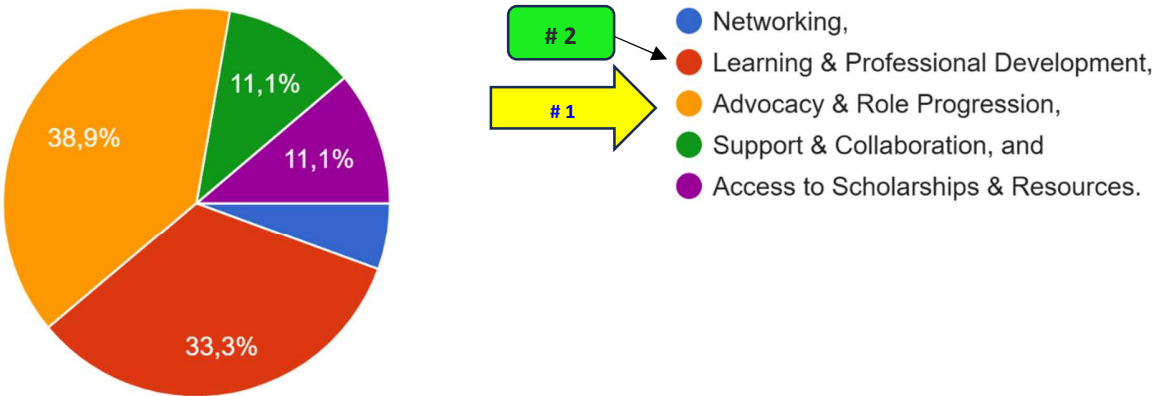 38,9%
11,1%
11,1%
33,3%
# 2
# 1
Networking,
Learning & Professional Development,
Advocacy & Role Progression,
Support & Collaboration, and
Access to Scholarships & Resources.